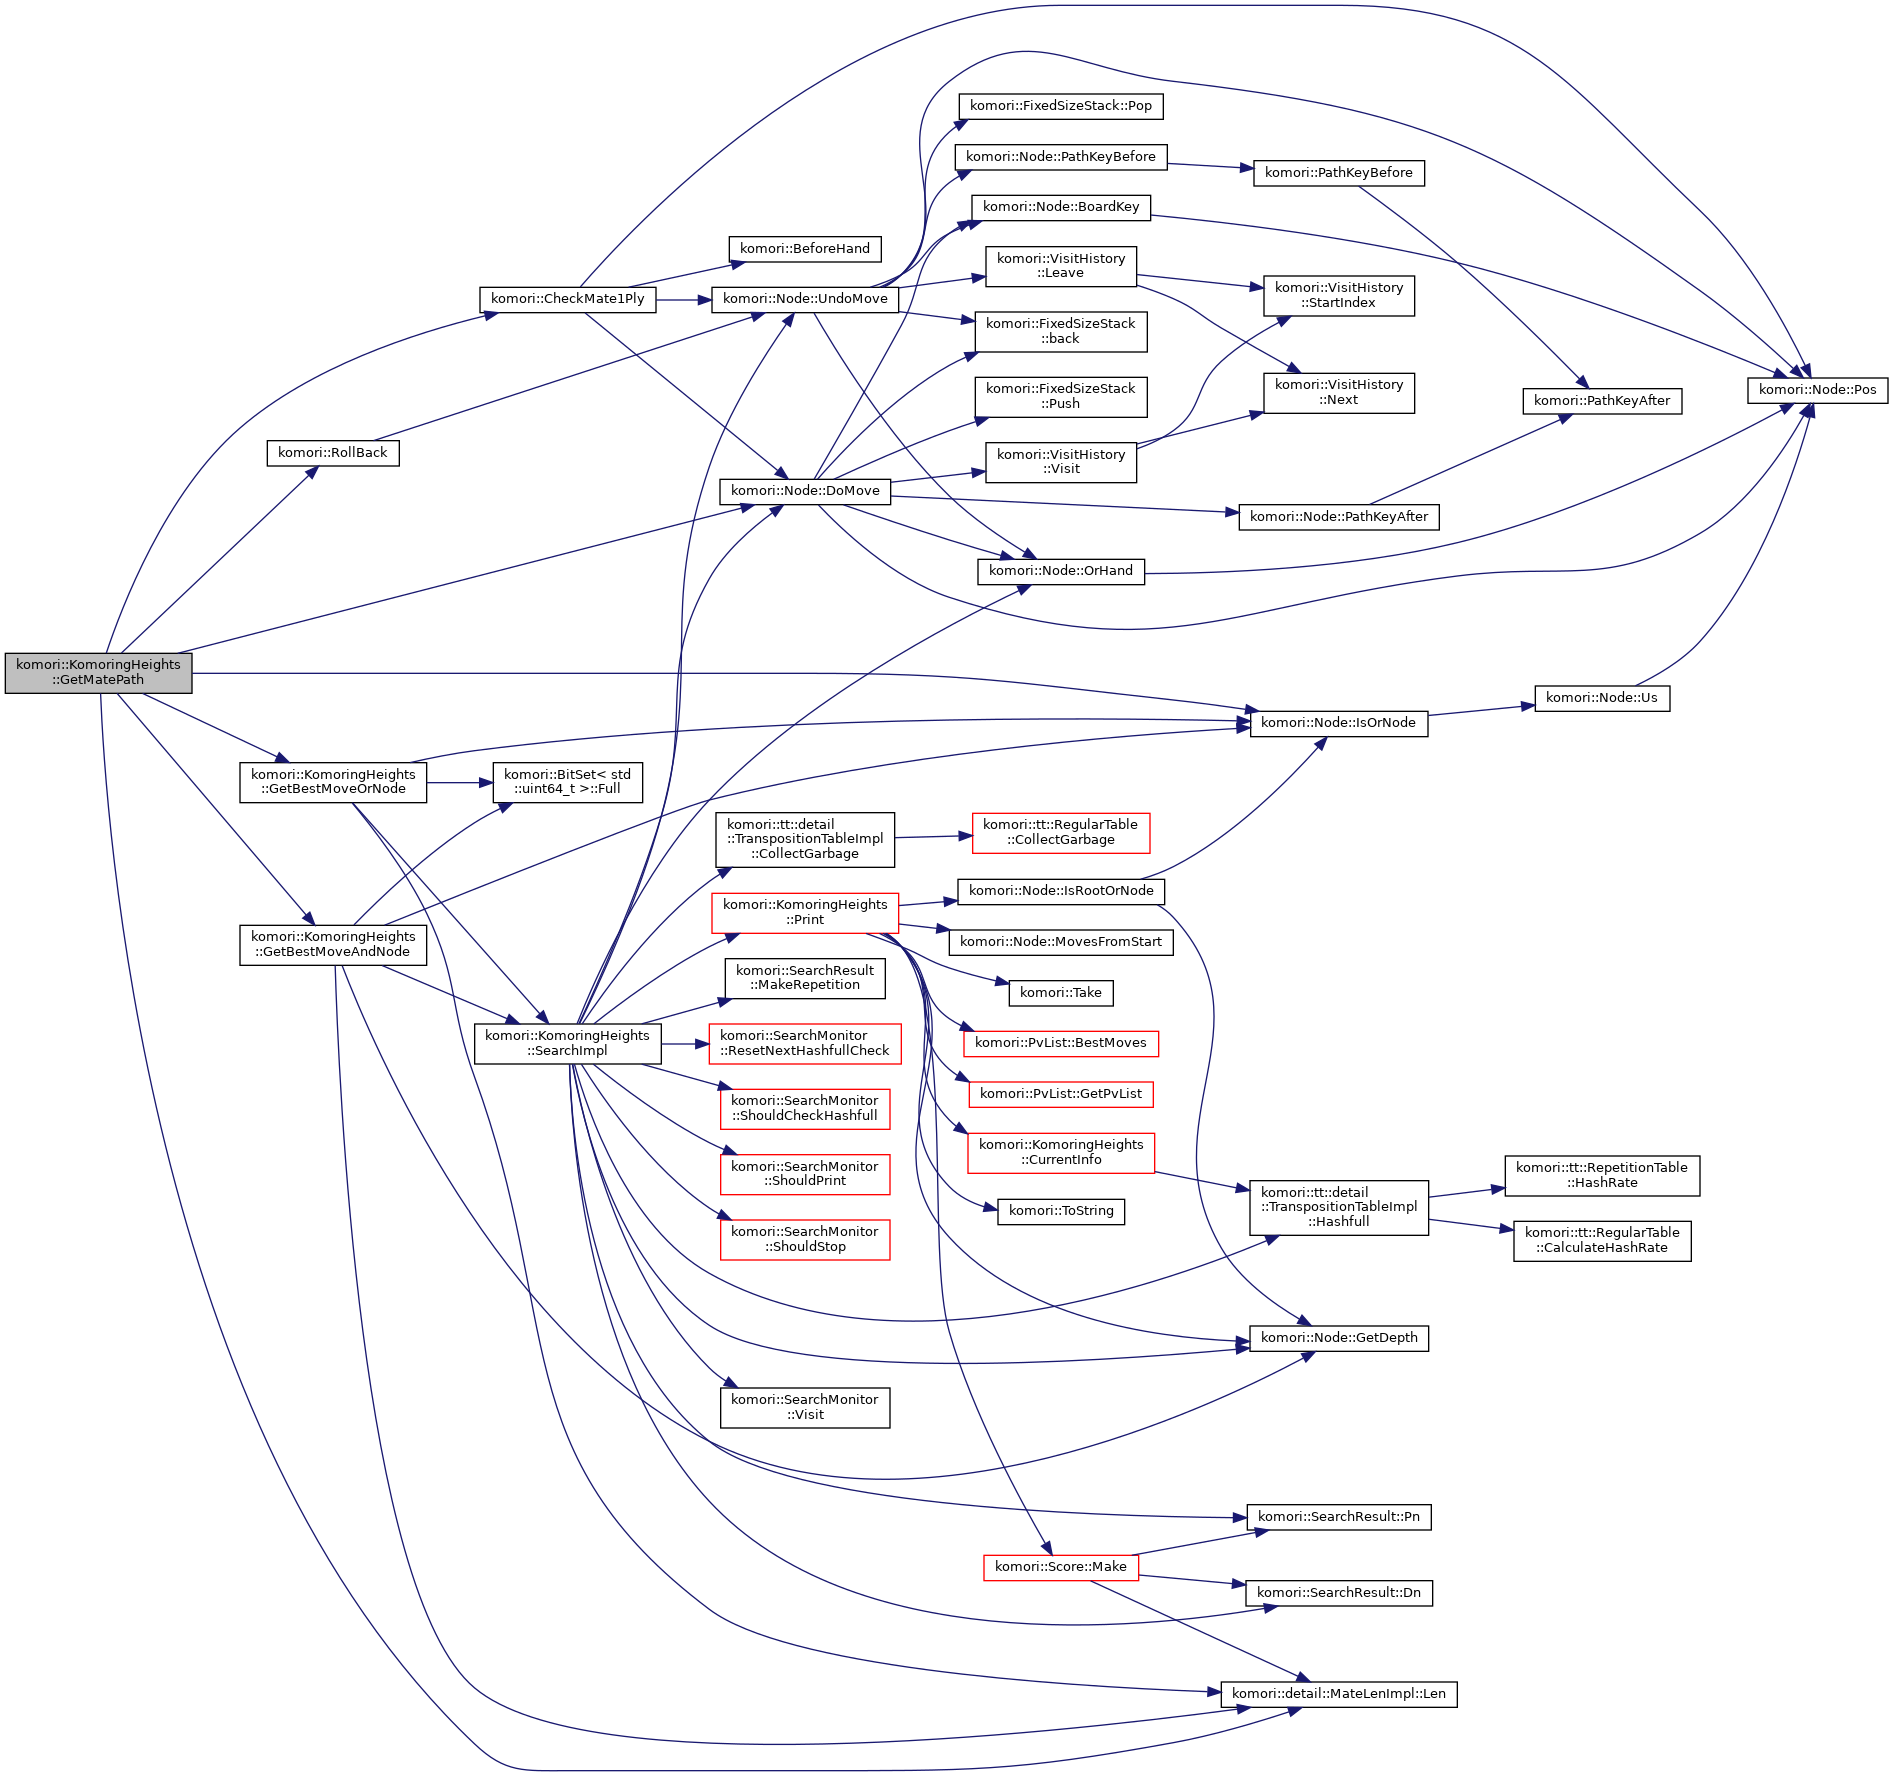 komori::KomoringHeights
::GetMatePath
komori::CheckMate1Ply
komori::RollBack
komori::KomoringHeights
::GetBestMoveOrNode
komori::KomoringHeights
::GetBestMoveAndNode
komori::BitSet< std
::uint64_t >::Full
komori::KomoringHeights
::SearchImpl
komori::BeforeHand
komori::Node::UndoMove
komori::Node::DoMove
komori::tt::detail
::TranspositionTableImpl
::CollectGarbage
komori::KomoringHeights
::Print
komori::SearchResult
::MakeRepetition
komori::SearchMonitor
::ResetNextHashfullCheck
komori::SearchMonitor
::ShouldCheckHashfull
komori::SearchMonitor
::ShouldPrint
komori::SearchMonitor
::ShouldStop
komori::SearchMonitor
::Visit
komori::FixedSizeStack::Pop
komori::Node::PathKeyBefore
komori::Node::BoardKey
komori::VisitHistory
::Leave
komori::FixedSizeStack
::back
komori::FixedSizeStack
::Push
komori::VisitHistory
::Visit
komori::Node::OrHand
komori::tt::RegularTable
::CollectGarbage
komori::Node::IsRootOrNode
komori::Node::MovesFromStart
komori::Take
komori::PvList::BestMoves
komori::PvList::GetPvList
komori::KomoringHeights
::CurrentInfo
komori::ToString
komori::Score::Make
komori::PathKeyBefore
komori::VisitHistory
::StartIndex
komori::VisitHistory
::Next
komori::Node::PathKeyAfter
komori::Node::IsOrNode
komori::tt::detail
::TranspositionTableImpl
::Hashfull
komori::Node::GetDepth
komori::SearchResult::Pn
komori::SearchResult::Dn
komori::detail::MateLenImpl::Len
komori::PathKeyAfter
komori::Node::Us
komori::tt::RepetitionTable
::HashRate
komori::tt::RegularTable
::CalculateHashRate
komori::Node::Pos